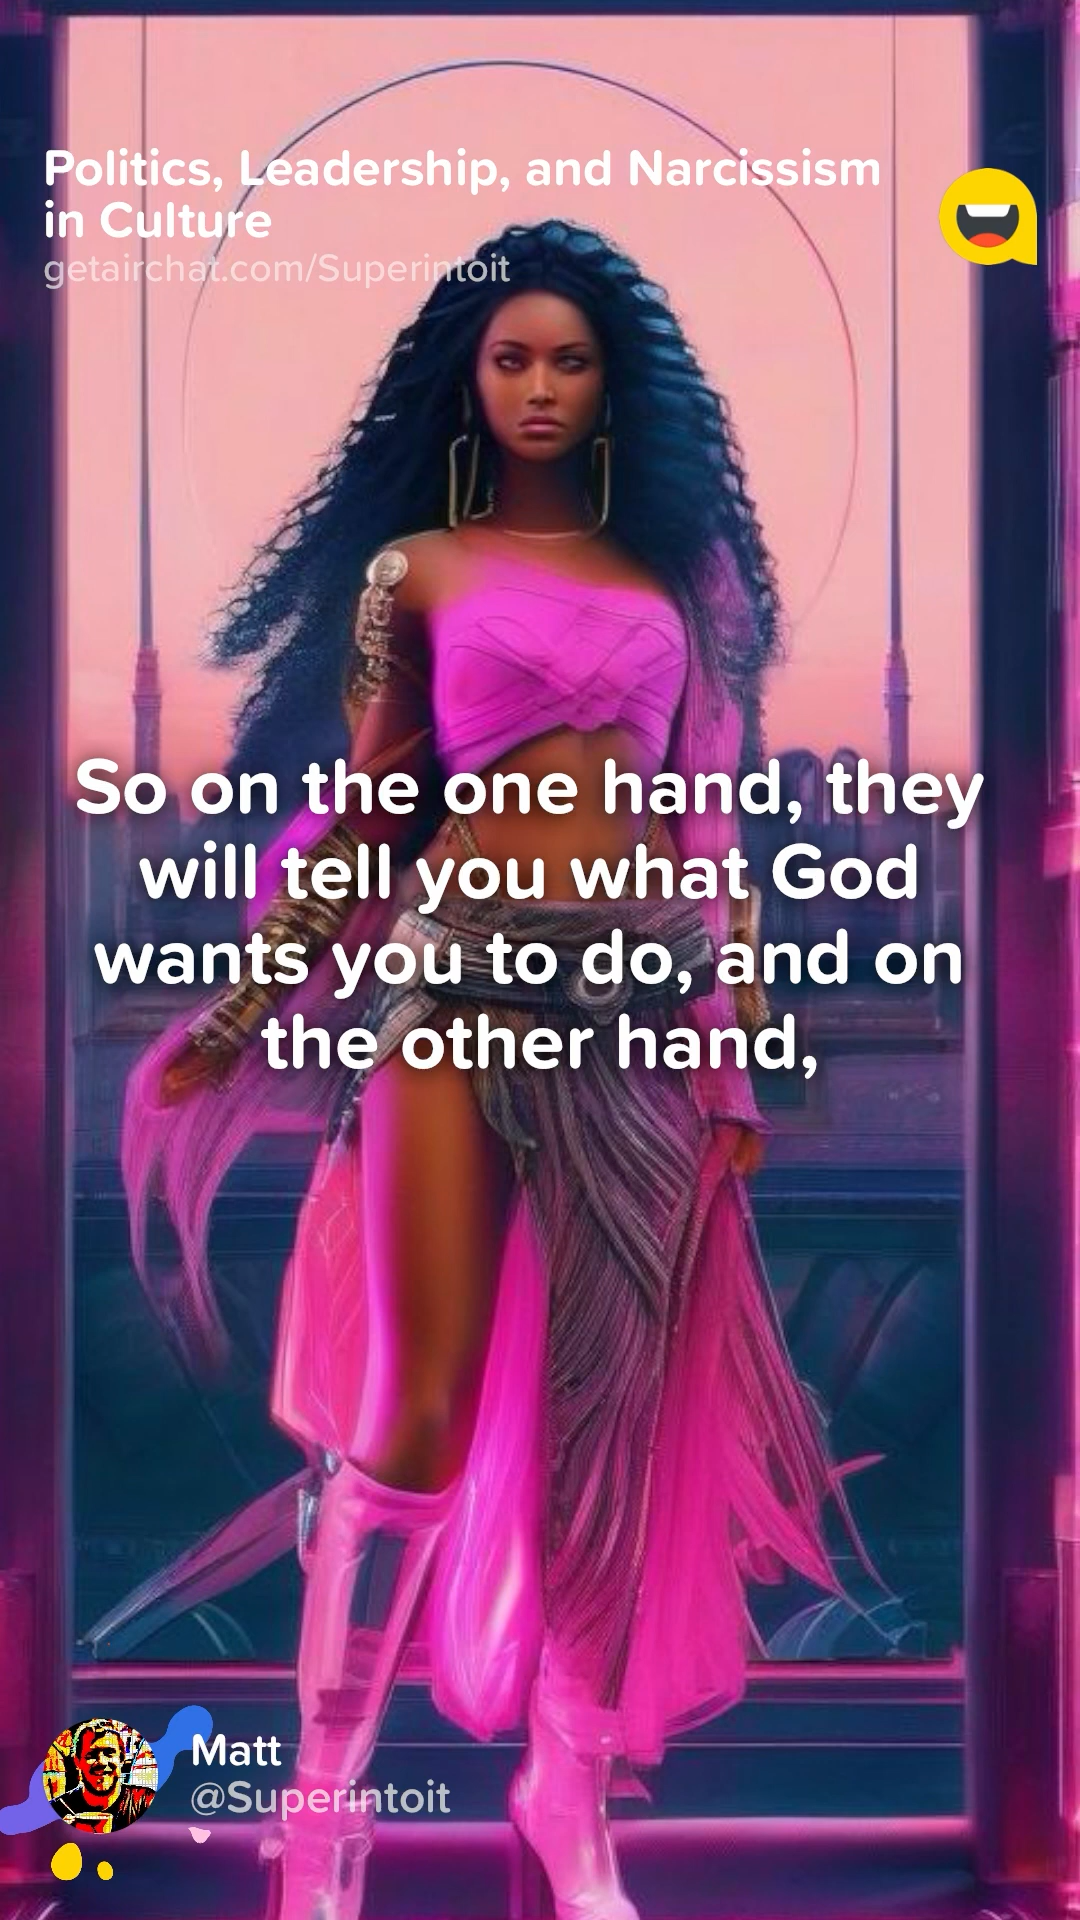 Politics, Leadership, and Narcissism
in Culture
getairchat.com/Superintoit
So on the one hand, they
will tell you what God
wants you to do, and on
the other hand,
Matt
@Superintoit